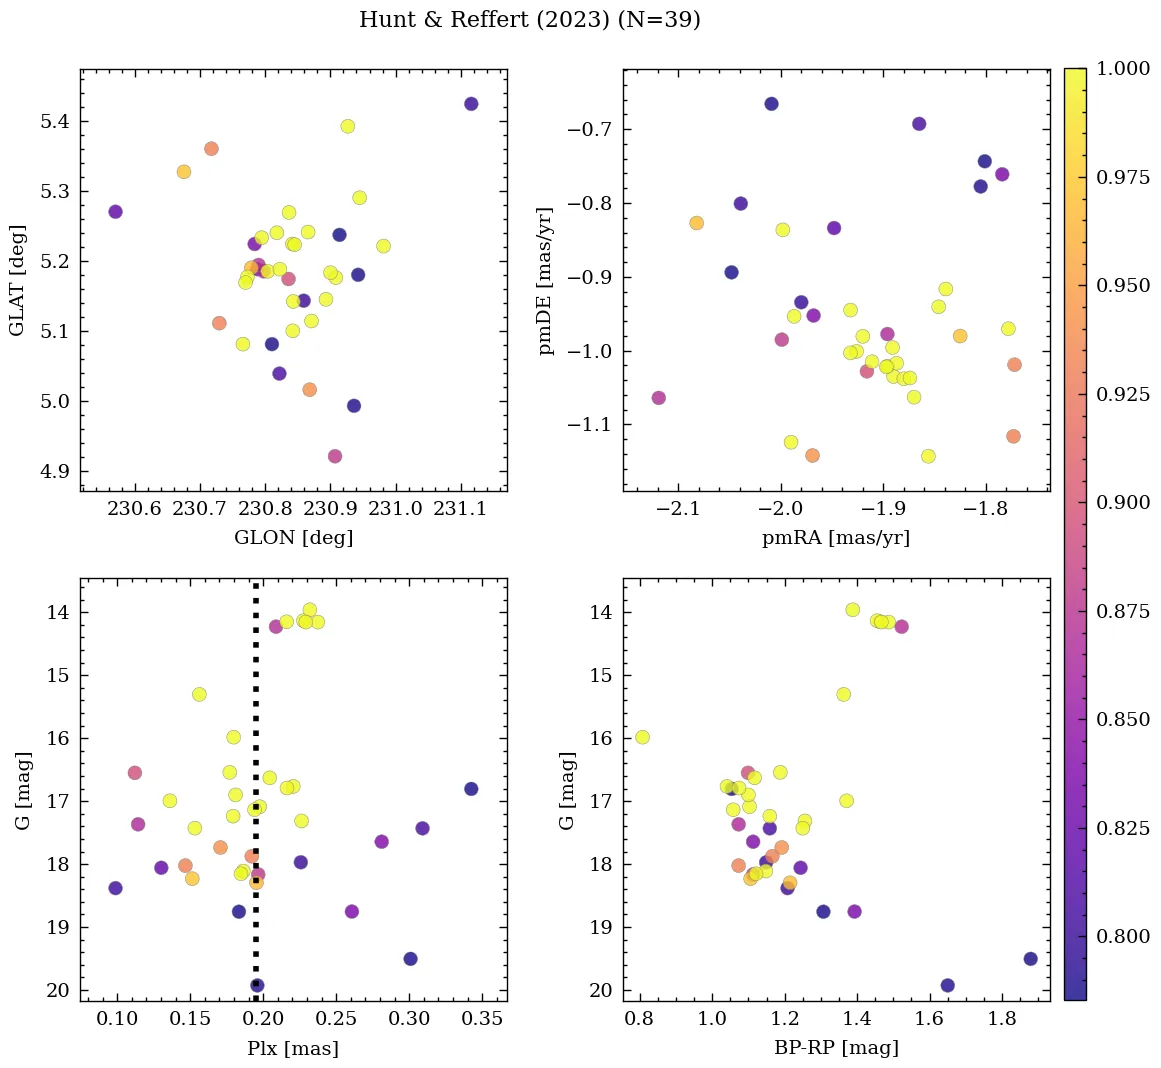 Hunt & Reffert (2023) (N=39)
5.4
5.3
5.2
5.1
5.0
4.9
GLAT [deg]
230.6 230.7 230.8 230.9 231.0 231.1
GLON [deg]
−0.7
−0.8
−0.9
−1.0
−1.1
pmDE [mas/yr]
−2.1 −2.0 −1.9 −1.8
pmRA [mas/yr]
14
15
16
17
18
19
20
G [mag]
0.10 0.15 0.20 0.25 0.30 0.35
Plx [mas]
14
15
16
17
18
19
20
G [mag]
0.8 1.0 1.2 1.4 1.6 1.8
BP-RP [mag]
1.000
0.975
0.950
0.925
0.900
0.875
0.850
0.825
0.800